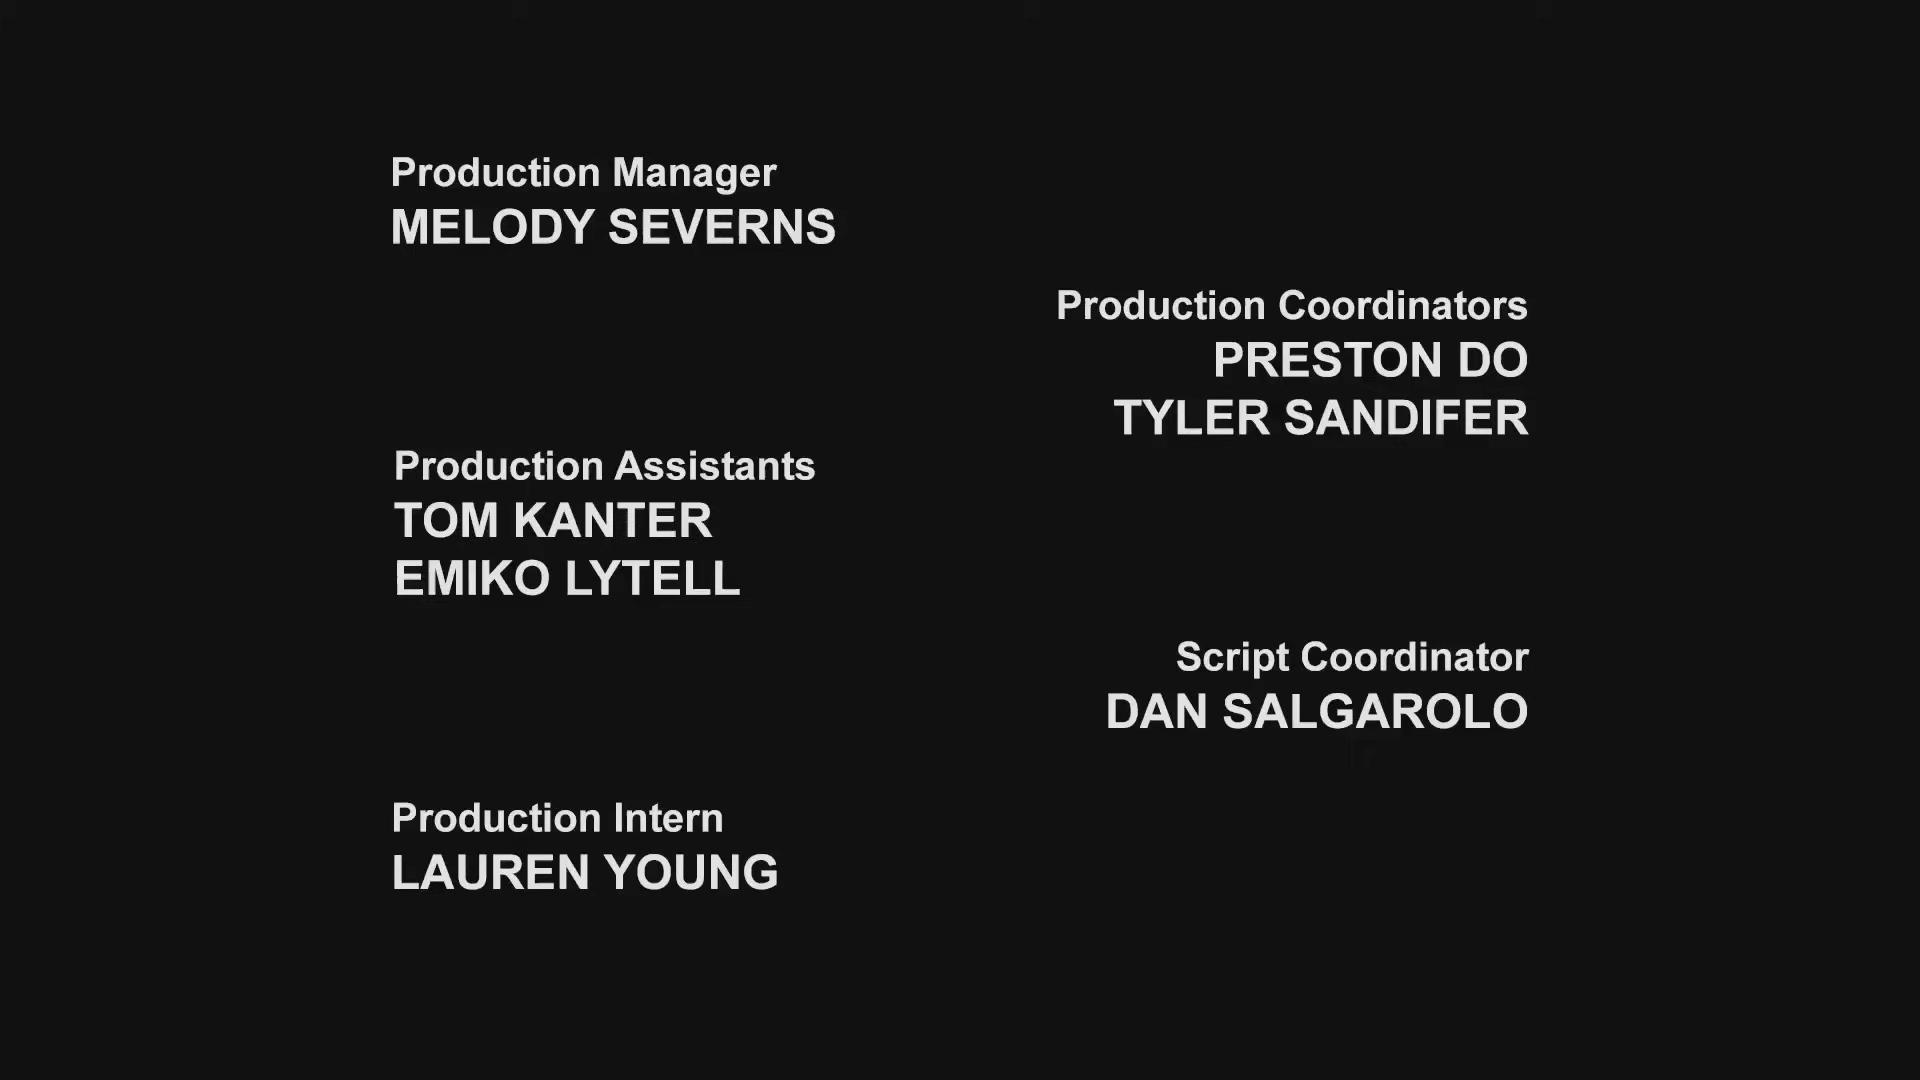 Production Manager
MELODY SEVERNS
Production Coordinators
PRESTON DO
TYLER SANDIFER
Production Assistants
TOM KANTER
EMIKO LYTELL
Script Coordinator
DAN SALGAROLO
Production Intern
LAUREN YOUNG